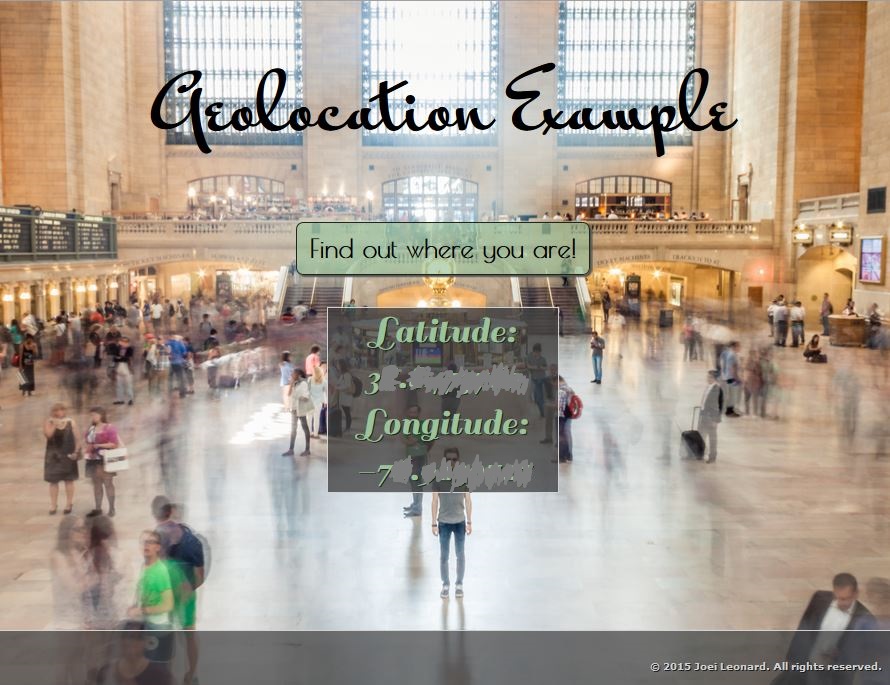 Geolocation Example
Find out where you are!
Latitude:
Longitude:
© 2015 Joei Leonard. All rights reserved.